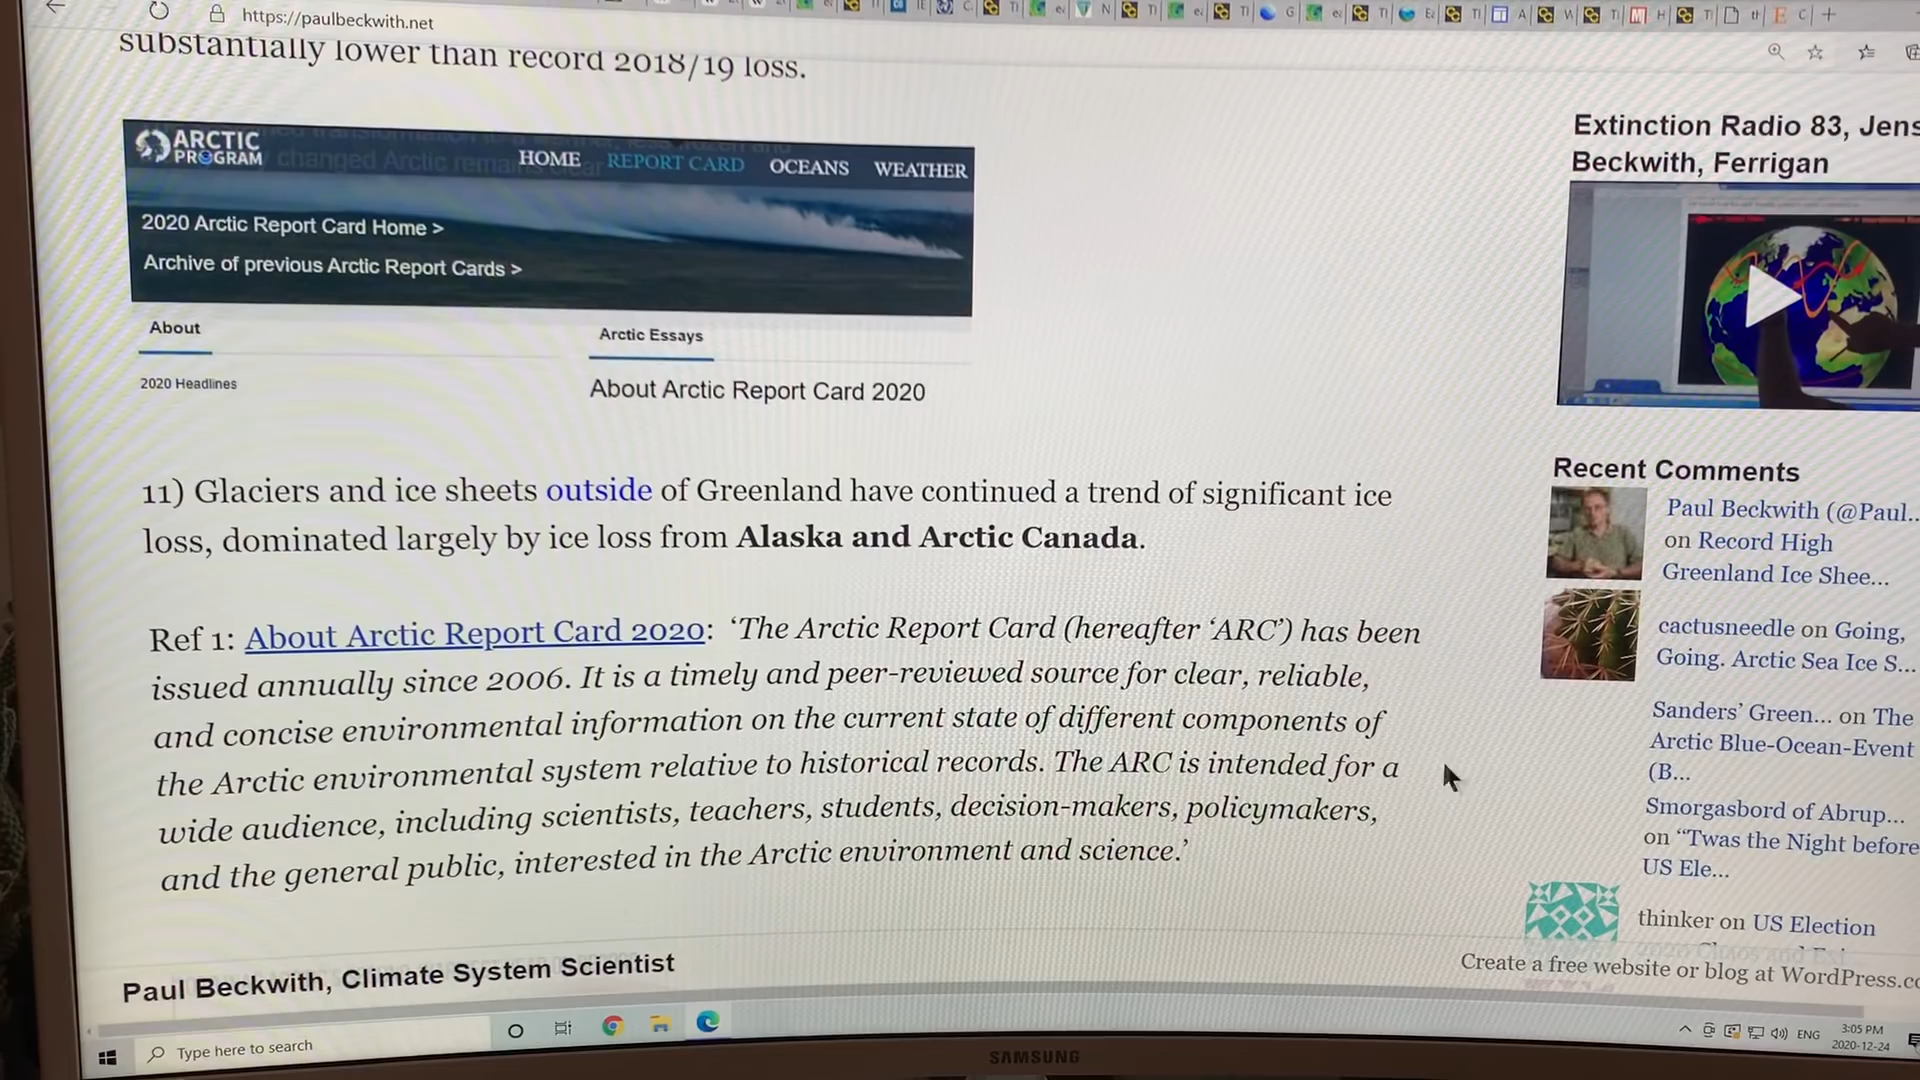 https://paulbeckwith.net
substantially lower than record 2018/19 loss.
ARCTIC
PROGRAM
changed Arctic remains clear
HOME REPORT CARD OCEANS WEATHER
2020 Arctic Report Card Home >
Archive of previous Arctic Report Cards >
About
Arctic Essays
2020 Headlines
About Arctic Report Card 2020
11) Glaciers and ice sheets outside of Greenland have continued a trend of significant ice
loss, dominated largely by ice loss from Alaska and Arctic Canada.
Ref 1: About Arctic Report Card 2020: ‘The Arctic Report Card (hereafter ‘ARC’) has been
issued annually since 2006. It is a timely and peer-reviewed source for clear, reliable,
and concise environmental information on the current state of different components of
the Arctic environmental system relative to historical records. The ARC is intended for a
wide audience, including scientists, teachers, students, decision-makers, policymakers,
and the general public, interested in the Arctic environment and science.’
Extinction Radio 83, Jens
Beckwith, Ferrigan
Recent Comments
Paul Beckwith (@Paul...
on Record High
Greenland Ice Shee...
cactusneedle on Going,
Going. Arctic Sea Ice S...
Sanders’ Green... on The
Arctic Blue-Ocean-Event
(B...
Smorgasbord of Abrup...
on “Twas the Night before
US Ele...
thinker on US Election
Paul Beckwith, Climate System Scientist
Create a free website or blog at WordPress.co
Type here to search
ENG
3:05 PM
2020-12-24
SAMSUNG